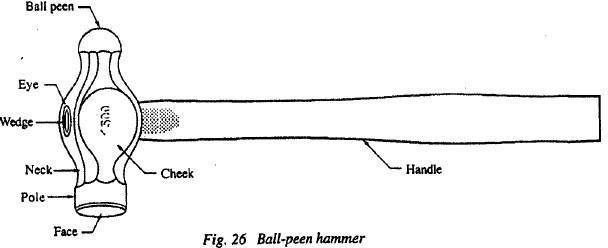 Ball peen
Eye
Wedge
Neck
Cheek
Handle
Pole
Face
Fig. 26 Ball-peen hammer